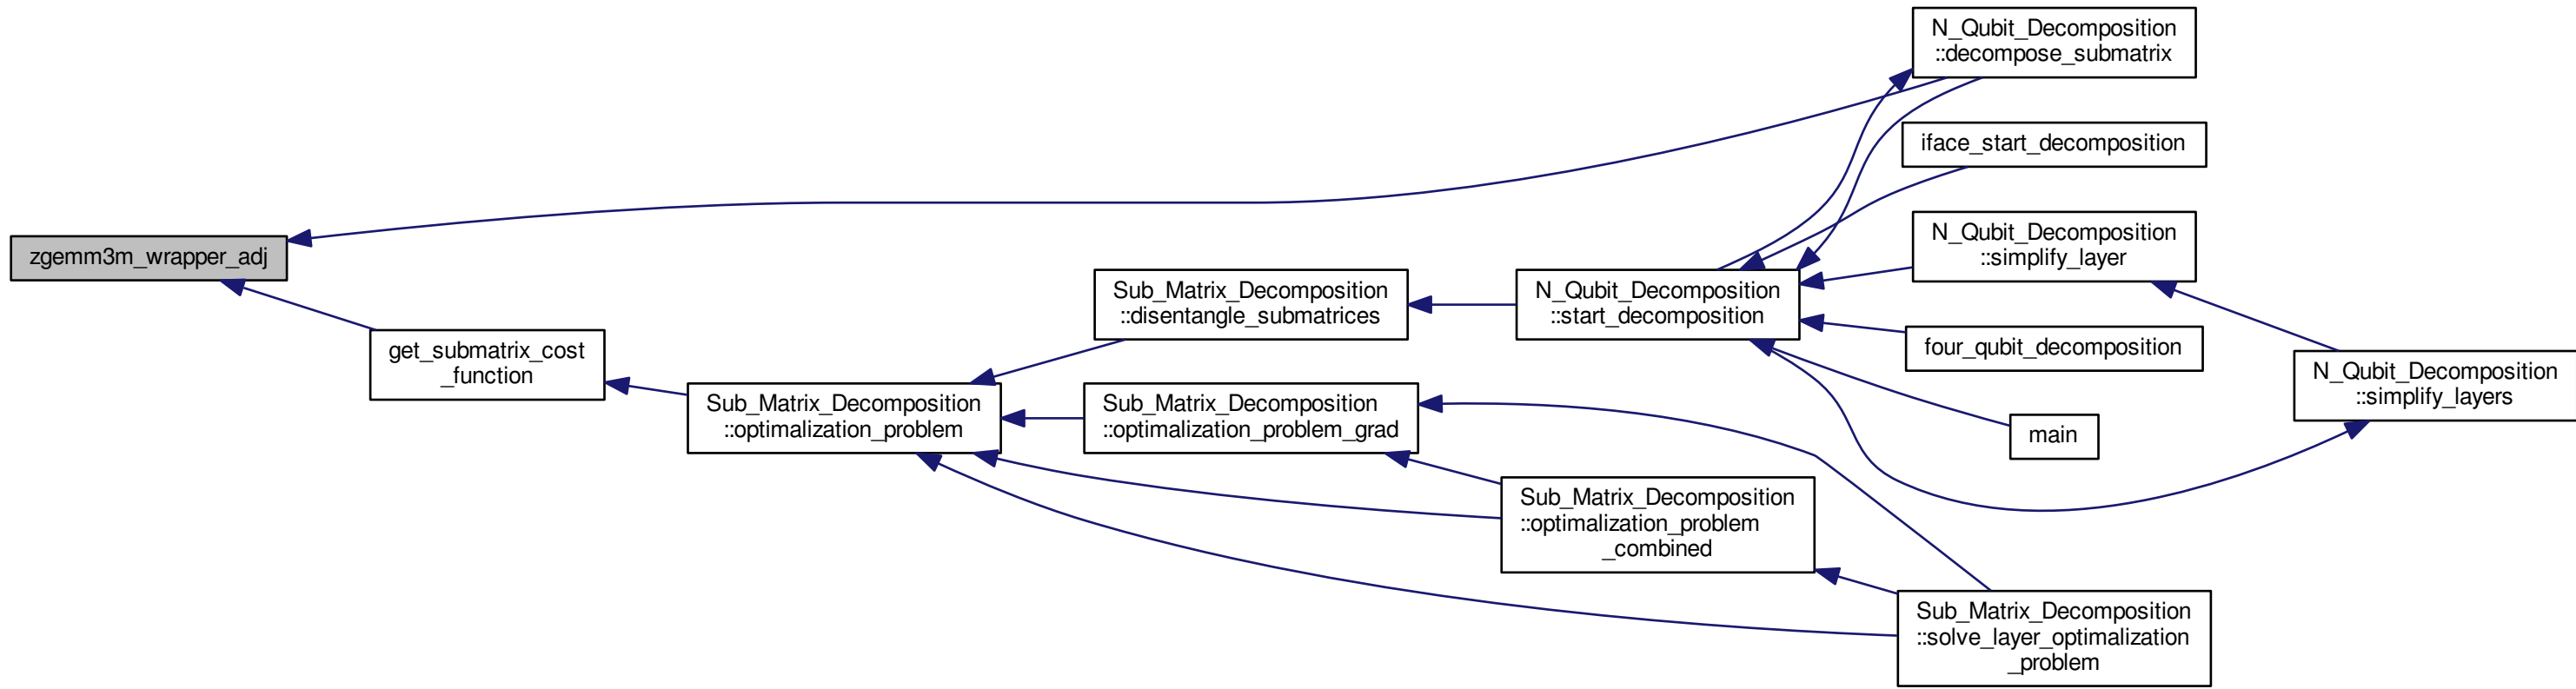 zgemm3m_wrapper_adj
get_submatrix_cost
_function
Sub_Matrix_Decomposition
::optimalization_problem
Sub_Matrix_Decomposition
::disentangle_submatrices
Sub_Matrix_Decomposition
::optimalization_problem_grad
N_Qubit_Decomposition
::start_decomposition
Sub_Matrix_Decomposition
::optimalization_problem
_combined
N_Qubit_Decomposition
::decompose_submatrix
iface_start_decomposition
N_Qubit_Decomposition
::simplify_layer
four_qubit_decomposition
main
Sub_Matrix_Decomposition
::solve_layer_optimalization
_problem
N_Qubit_Decomposition
::simplify_layers